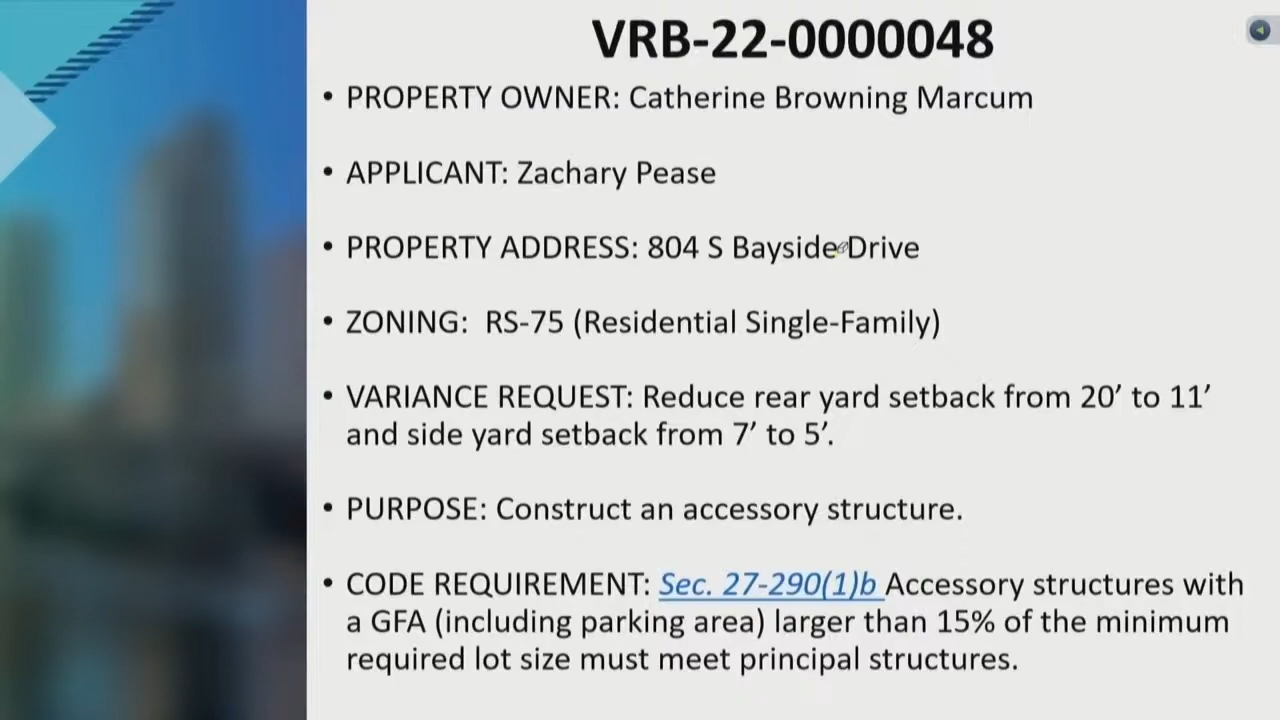 VRB-22-0000048
• PROPERTY OWNER: Catherine Browning Marcum
• APPLICANT: Zachary Pease
• PROPERTY ADDRESS: 804 S Bayside Drive
• ZONING:  RS-75 (Residential Single-Family)
• VARIANCE REQUEST: Reduce rear yard setback from 20’ to 11’
and side yard setback from 7’ to 5’.
• PURPOSE: Construct an accessory structure.
• CODE REQUIREMENT: Sec. 27-290(1)b Accessory structures with
a GFA (including parking area) larger than 15% of the minimum
required lot size must meet principal structures.